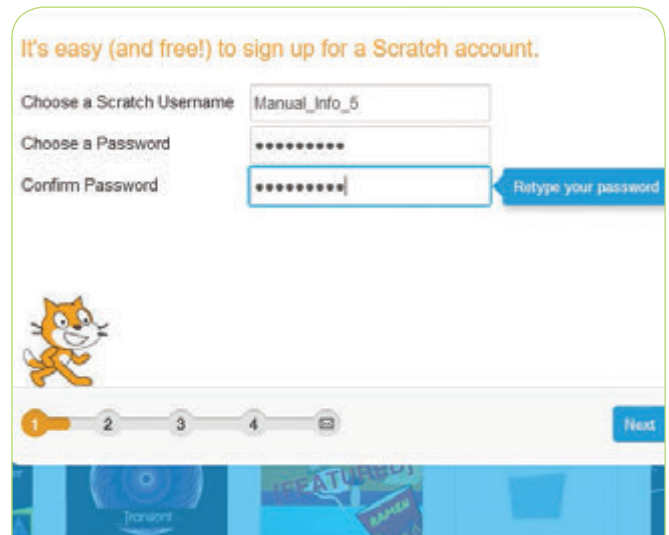 It's easy (and free!) to sign up for a Scratch account.
Choose a Scratch Username Manual_Info_5
Choose a Password •••••••••
Confirm Password •••••••••
Retype your password
1 2 3 4
Next
Transient
[FEATURED]
RAMEN